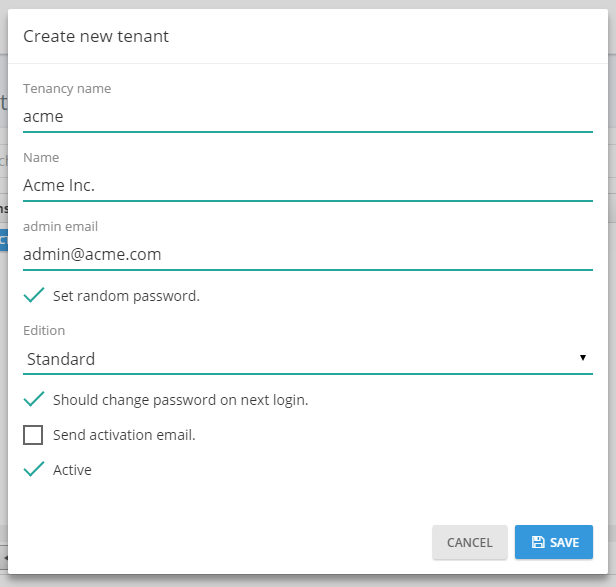 Create new tenant
Tenancy name
acme
Name
Acme Inc.
admin email
admin@acme.com
Set random password.
Edition
Standard
Should change password on next login.
Send activation email.
Active
CANCEL SAVE